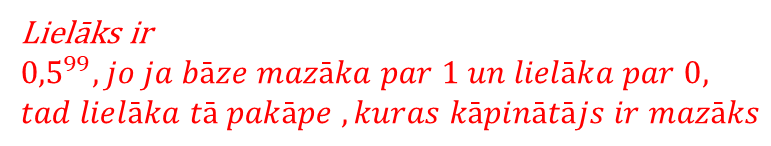 Lielāks ir
0,5⁹⁹, jo ja bāze mazāka par 1 un lielāka par 0,
tad lielāka tā pakāpe , kuras kāpinātājs ir mazāks